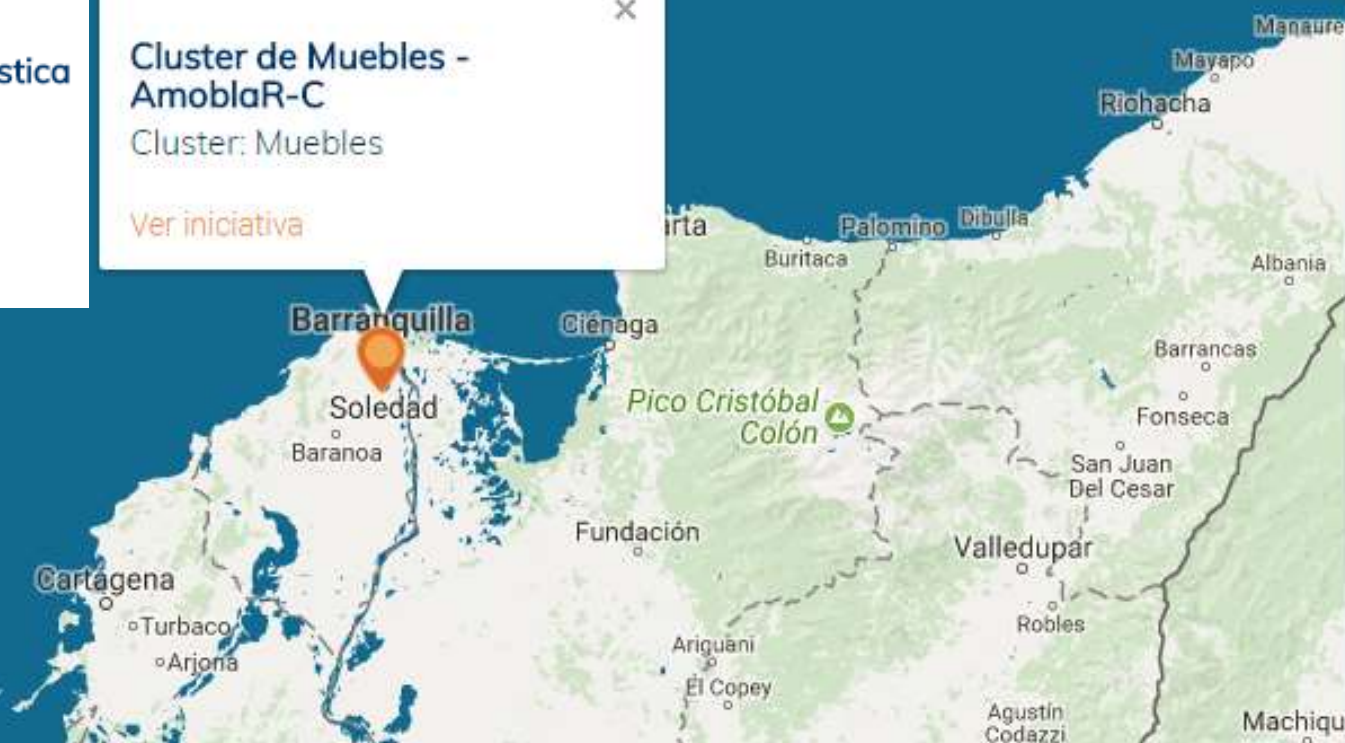 stica
×
Cluster de Muebles -
AmoblaR-C
Cluster: Muebles
Ver iniciativa
Manaure
Mayapo
Riohacha
rta
Palomino
Dibulla
Buritaca
Albania
Barranquilla
Ciénaga
Barrancas
Pico Cristóbal
Colón
Soledad
Fonseca
Baranoa
San Juan
Del Cesar
Fundación
Valledupar
Cartagena
Turbaco
Robles
Arjona
Ariguani
El Copey
Agustín
Codazzi
Machiqu